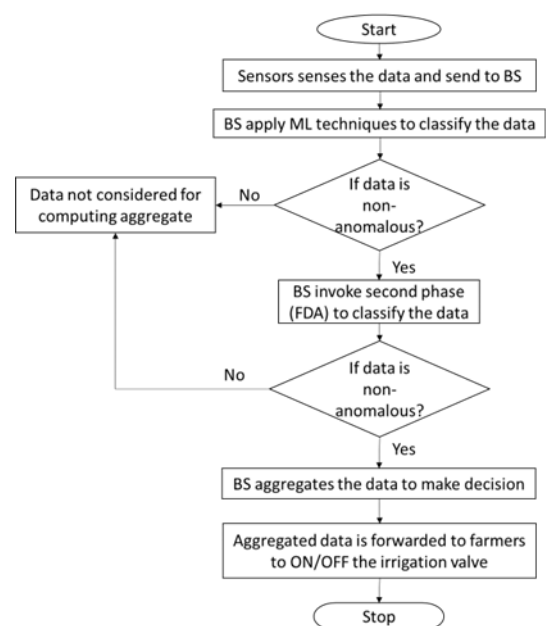 Start
Sensors senses the data and send to BS
BS apply ML techniques to classify the data
If data is
non-
anomalous?
No
Data not considered for
computing aggregate
Yes
BS invoke second phase
(FDA) to classify the data
If data is
non-
anomalous?
No
Yes
BS aggregates the data to make decision
Aggregated data is forwarded to farmers
to ON/OFF the irrigation valve
Stop